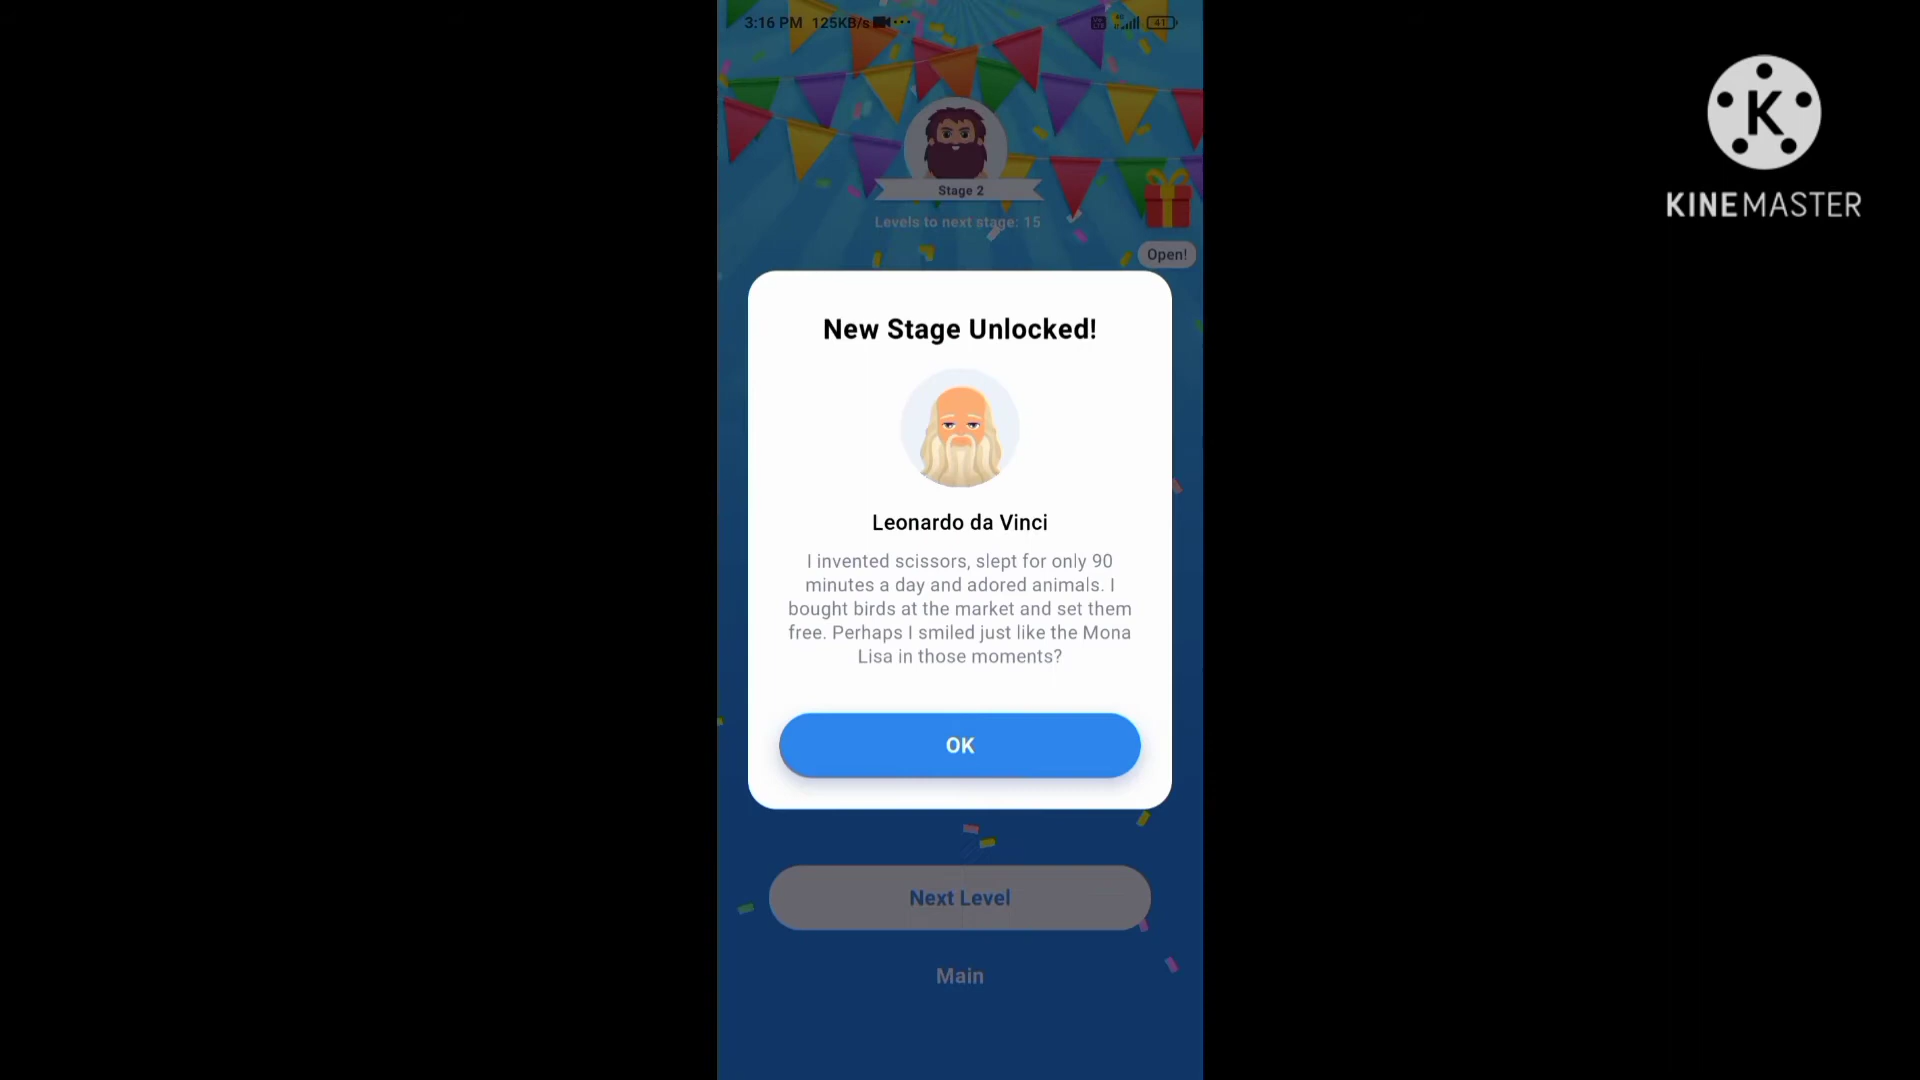 3:16 PM 125KB/s
41
K
KINEMASTER
Stage 2
Levels to next stage: 15
Open!
New Stage Unlocked!
Leonardo da Vinci
I invented scissors, slept for only 90
minutes a day and adored animals. I
bought birds at the market and set them
free. Perhaps I smiled just like the Mona
Lisa in those moments?
OK
Next Level
Main